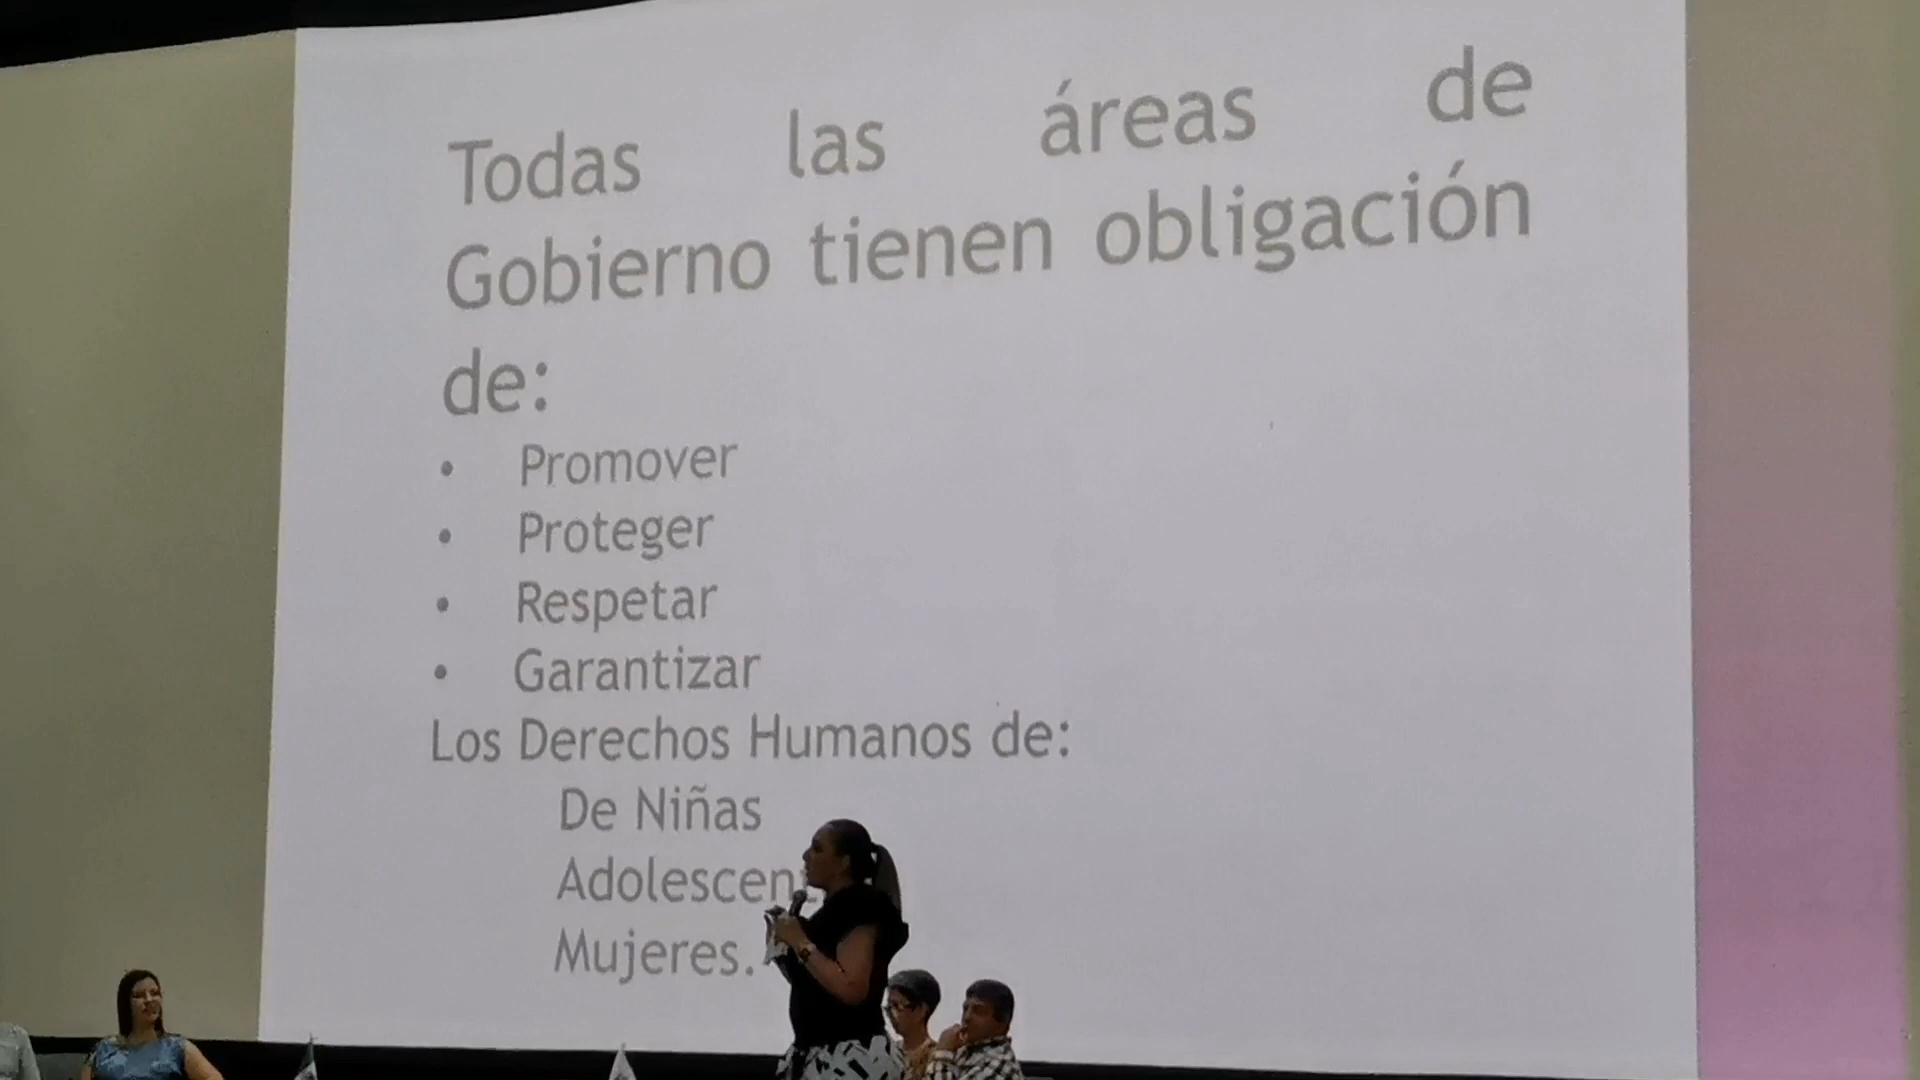 Todas las áreas de
Gobierno tienen obligación
de:
• Promover
• Proteger
• Respetar
• Garantizar
Los Derechos Humanos de:
De Niñas
Mujeres.